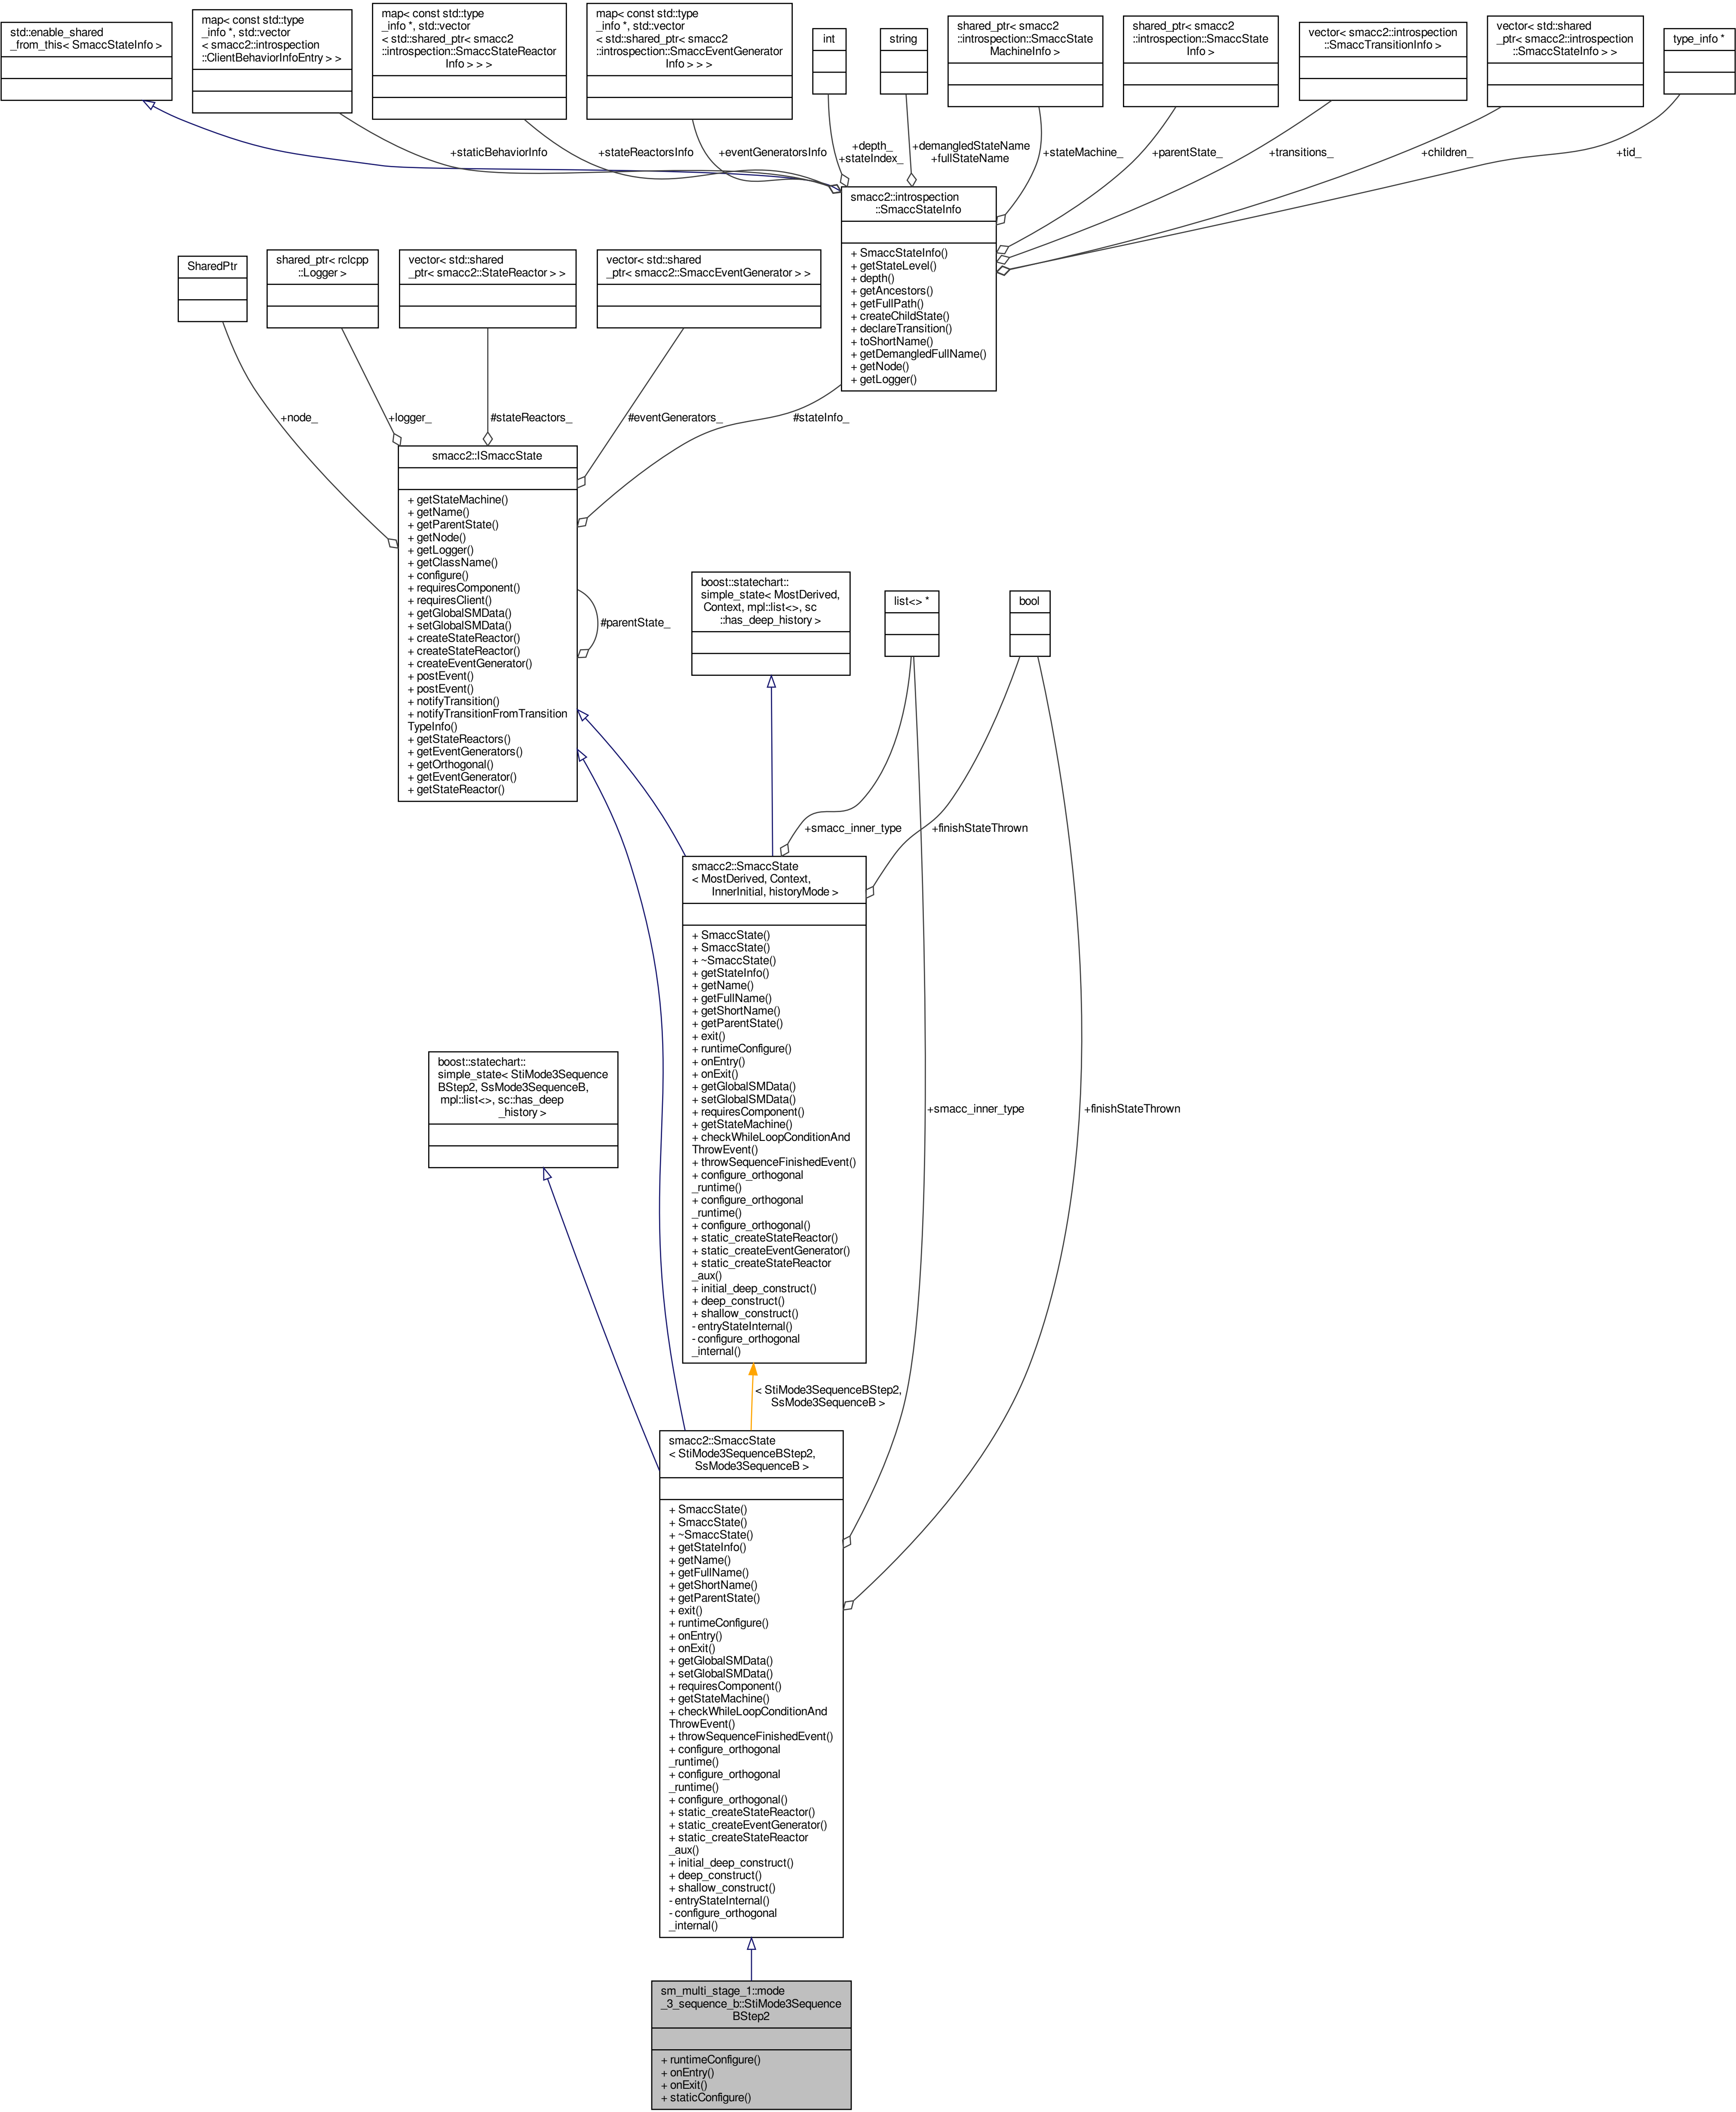 std::enable_shared
_from_this< SmaccStateInfo >
map< const std::type
_info *, std::vector
< smacc2::introspection
::ClientBehaviorInfoEntry > >
map< const std::type
_info *, std::vector
< std::shared_ptr< smacc2
::introspection::SmaccStateReactor
Info > > >
map< const std::type
_info *, std::vector
< std::shared_ptr< smacc2
::introspection::SmaccEventGenerator
Info > > >
int
string
shared_ptr< smacc2
::introspection::SmaccState
MachineInfo >
shared_ptr< smacc2
::introspection::SmaccState
Info >
vector< smacc2::introspection
::SmaccTransitionInfo >
vector< std::shared
_ptr< smacc2::introspection
::SmaccStateInfo > >
type_info *
+staticBehaviorInfo
+stateReactorsInfo
+eventGeneratorsInfo
+depth_
+stateIndex_
+demangledStateName
+fullStateName
+stateMachine_
+parentState_
+transitions_
+children_
+tid_
smacc2::introspection
::SmaccStateInfo
+ SmaccStateInfo()
+ getStateLevel()
+ depth()
+ getAncestors()
+ getFullPath()
+ createChildState()
+ declareTransition()
+ toShortName()
+ getDemangledFullName()
+ getNode()
+ getLogger()
SharedPtr
shared_ptr< rclcpp
::Logger >
vector< std::shared
_ptr< smacc2::StateReactor > >
vector< std::shared
_ptr< smacc2::SmaccEventGenerator > >
+node_
+logger_
#stateReactors_
#eventGenerators_
#stateInfo_
smacc2::ISmaccState
+ getStateMachine()
+ getName()
+ getParentState()
+ getNode()
+ getLogger()
+ getClassName()
+ configure()
+ requiresComponent()
+ requiresClient()
+ getGlobalSMData()
+ setGlobalSMData()
+ createStateReactor()
+ createStateReactor()
+ createEventGenerator()
+ postEvent()
+ postEvent()
+ notifyTransition()
+ notifyTransitionFromTransition
TypeInfo()
+ getStateReactors()
+ getEventGenerators()
+ getOrthogonal()
+ getEventGenerator()
+ getStateReactor()
#parentState_
boost::statechart::
simple_state< MostDerived,
Context, mpl::list<>, sc
::has_deep_history >
list<> *
bool
+smacc_inner_type
+finishStateThrown
smacc2::SmaccState
< MostDerived, Context,
InnerInitial, historyMode >
+ SmaccState()
+ SmaccState()
+ ~SmaccState()
+ getStateInfo()
+ getName()
+ getFullName()
+ getShortName()
+ getParentState()
+ exit()
+ runtimeConfigure()
+ onEntry()
+ onExit()
+ getGlobalSMData()
+ setGlobalSMData()
+ requiresComponent()
+ getStateMachine()
+ checkWhileLoopConditionAnd
ThrowEvent()
+ throwSequenceFinishedEvent()
+ configure_orthogonal
_runtime()
+ configure_orthogonal
_runtime()
+ configure_orthogonal()
+ static_createStateReactor()
+ static_createEventGenerator()
+ static_createStateReactor
_aux()
+ initial_deep_construct()
+ deep_construct()
+ shallow_construct()
- entryStateInternal()
- configure_orthogonal
_internal()
boost::statechart::
simple_state< StiMode3Sequence
BStep2, SsMode3SequenceB,
mpl::list<>, sc::has_deep
_history >
+smacc_inner_type
+finishStateThrown
< StiMode3SequenceBStep2,
SsMode3SequenceB >
smacc2::SmaccState
< StiMode3SequenceBStep2,
SsMode3SequenceB >
+ SmaccState()
+ SmaccState()
+ ~SmaccState()
+ getStateInfo()
+ getName()
+ getFullName()
+ getShortName()
+ getParentState()
+ exit()
+ runtimeConfigure()
+ onEntry()
+ onExit()
+ getGlobalSMData()
+ setGlobalSMData()
+ requiresComponent()
+ getStateMachine()
+ checkWhileLoopConditionAnd
ThrowEvent()
+ throwSequenceFinishedEvent()
+ configure_orthogonal
_runtime()
+ configure_orthogonal
_runtime()
+ configure_orthogonal()
+ static_createStateReactor()
+ static_createEventGenerator()
+ static_createStateReactor
_aux()
+ initial_deep_construct()
+ deep_construct()
+ shallow_construct()
- entryStateInternal()
- configure_orthogonal
_internal()
sm_multi_stage_1::mode
_3_sequence_b::StiMode3Sequence
BStep2
+ runtimeConfigure()
+ onEntry()
+ onExit()
+ staticConfigure()